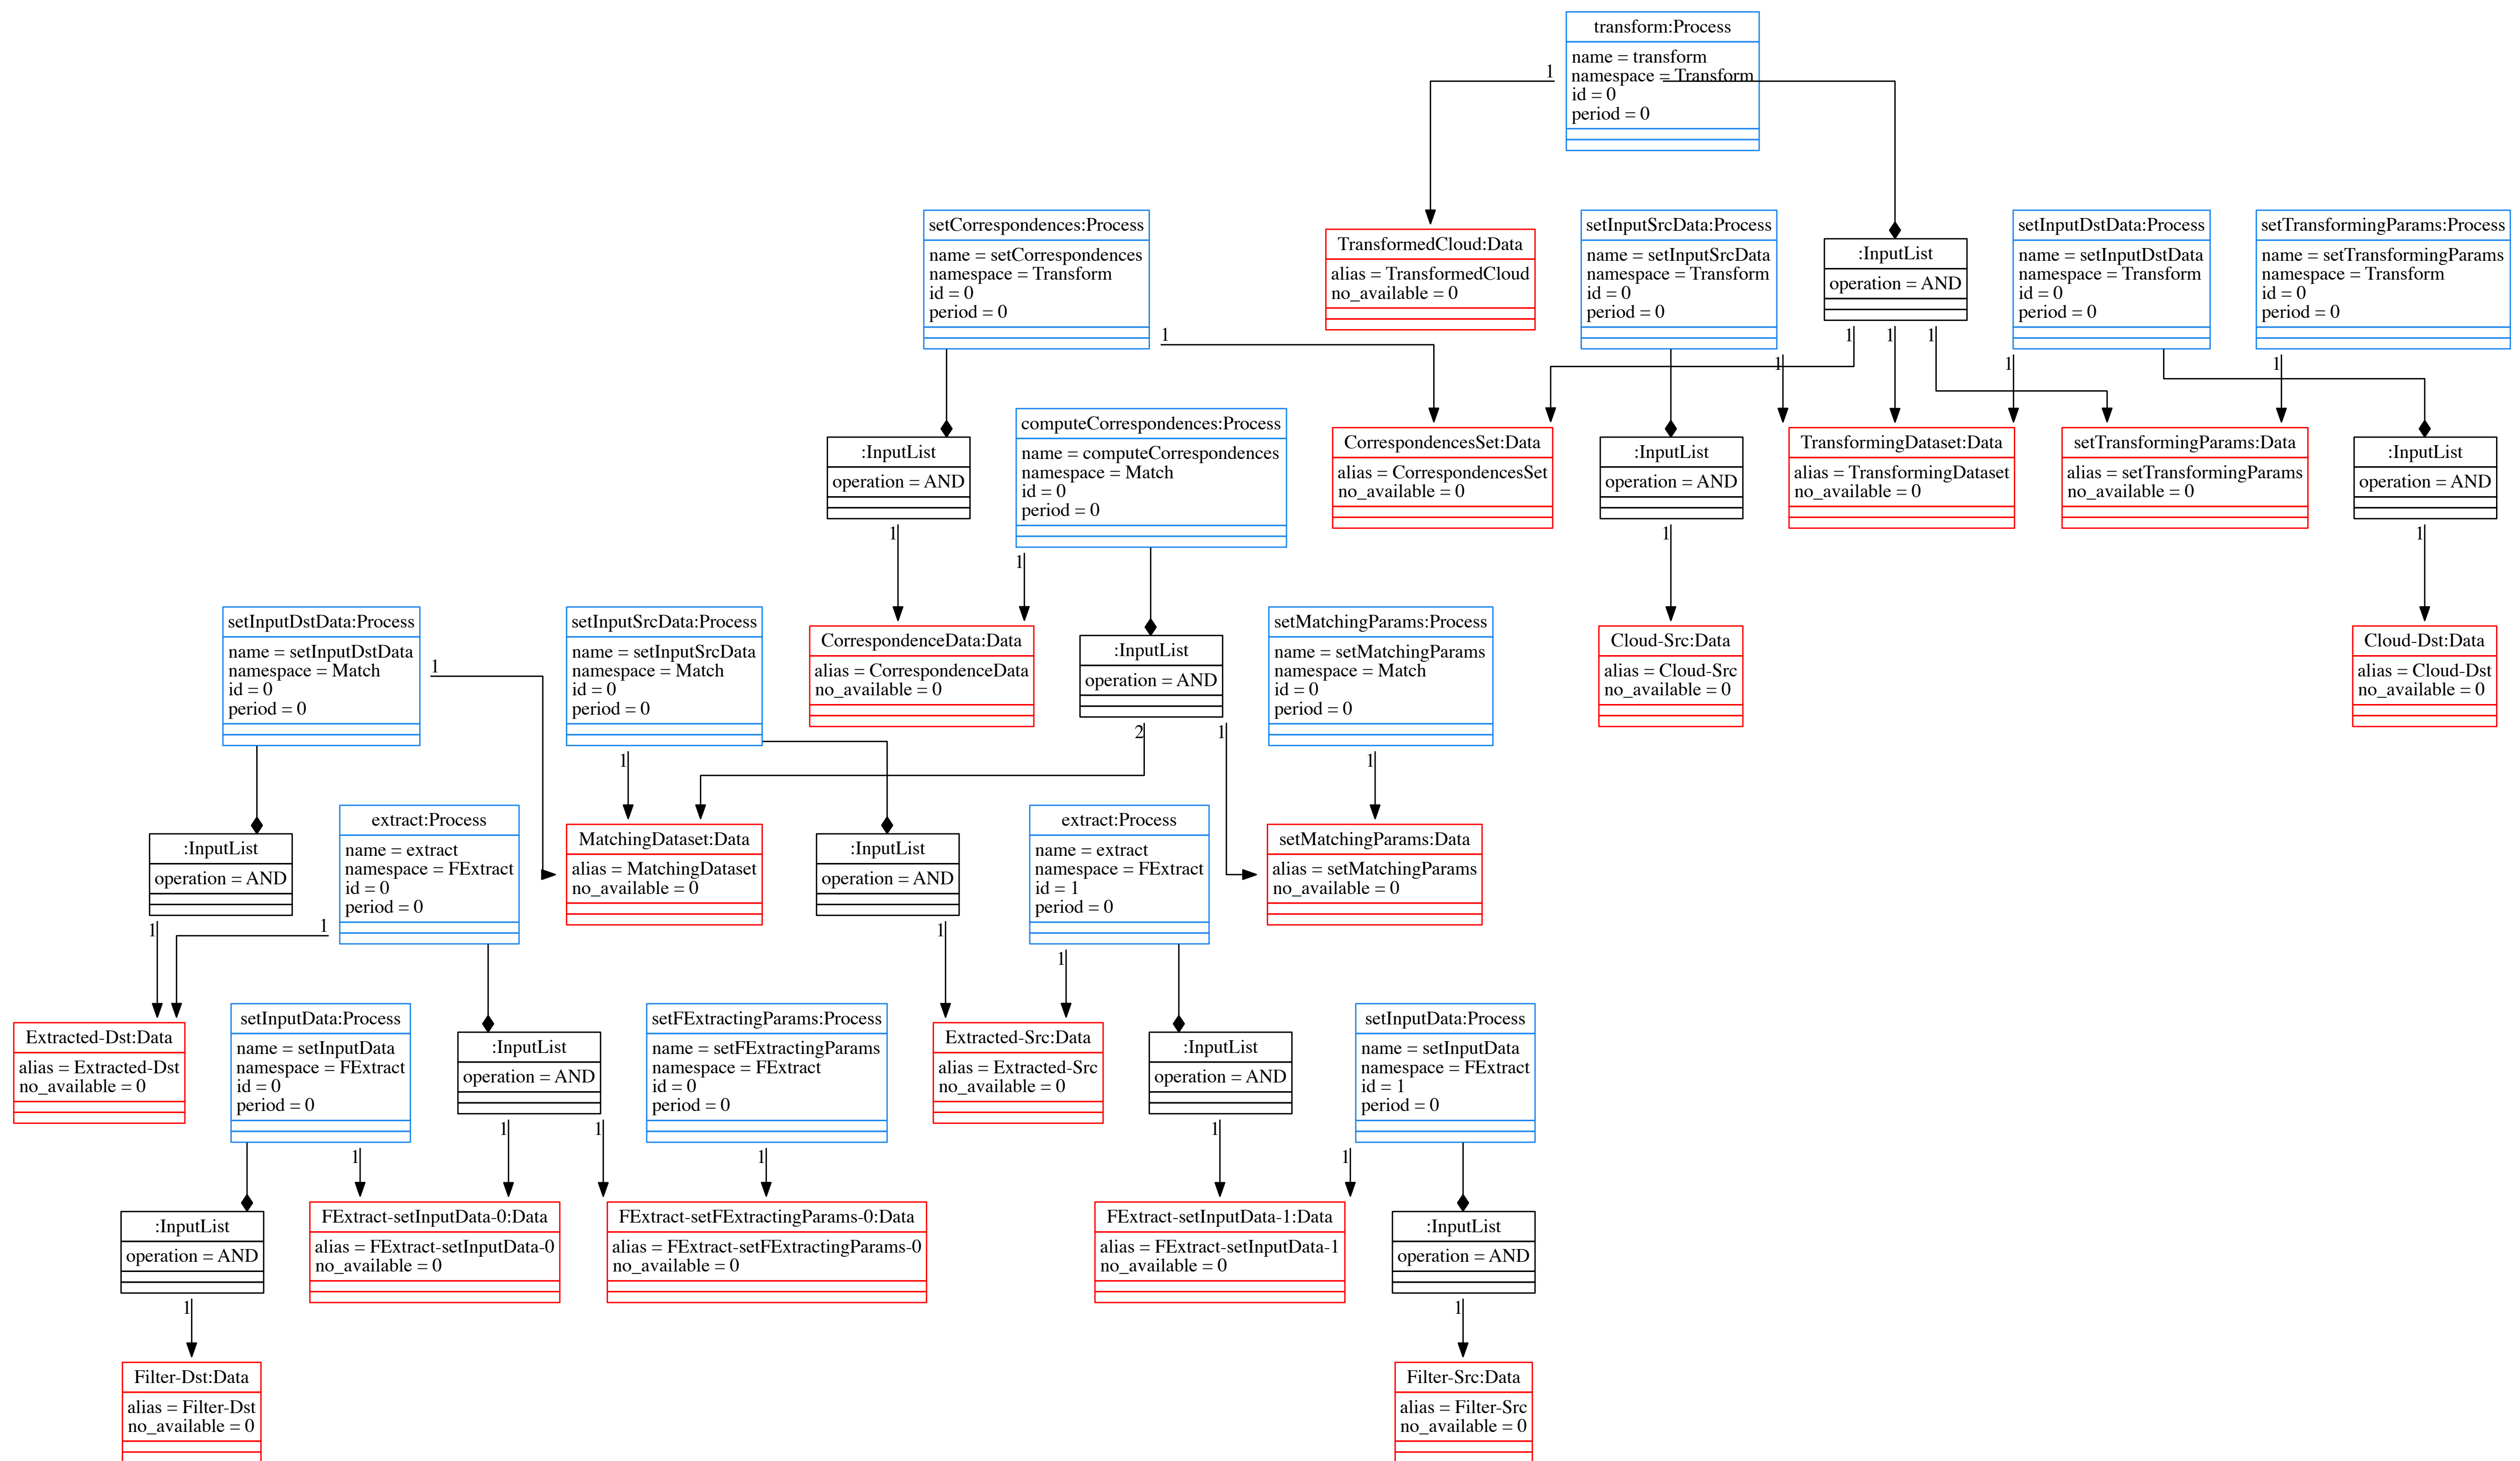 transform:Process
name = transform
namespace = Transform
id = 0
period = 0
1
setCorrespondences:Process
name = setCorrespondences
namespace = Transform
id = 0
period = 0
1
TransformedCloud:Data
alias = TransformedCloud
no_available = 0
setInputSrcData:Process
name = setInputSrcData
namespace = Transform
id = 0
period = 0
1
:InputList
operation = AND
1
1
1
setInputDstData:Process
name = setInputDstData
namespace = Transform
id = 0
period = 0
1
setTransformingParams:Process
name = setTransformingParams
namespace = Transform
id = 0
period = 0
1
:InputList
operation = AND
1
computeCorrespondences:Process
name = computeCorrespondences
namespace = Match
id = 0
period = 0
1
CorrespondencesSet:Data
alias = CorrespondencesSet
no_available = 0
:InputList
operation = AND
1
TransformingDataset:Data
alias = TransformingDataset
no_available = 0
setTransformingParams:Data
alias = setTransformingParams
no_available = 0
:InputList
operation = AND
1
setInputDstData:Process
name = setInputDstData
namespace = Match
id = 0
period = 0
1
setInputSrcData:Process
name = setInputSrcData
namespace = Match
id = 0
period = 0
1
CorrespondenceData:Data
alias = CorrespondenceData
no_available = 0
:InputList
operation = AND
2
1
setMatchingParams:Process
name = setMatchingParams
namespace = Match
id = 0
period = 0
1
Cloud-Src:Data
alias = Cloud-Src
no_available = 0
Cloud-Dst:Data
alias = Cloud-Dst
no_available = 0
:InputList
operation = AND
1
extract:Process
name = extract
namespace = FExtract
id = 0
period = 0
1
MatchingDataset:Data
alias = MatchingDataset
no_available = 0
:InputList
operation = AND
1
extract:Process
name = extract
namespace = FExtract
id = 1
period = 0
1
setMatchingParams:Data
alias = setMatchingParams
no_available = 0
Extracted-Dst:Data
alias = Extracted-Dst
no_available = 0
setInputData:Process
name = setInputData
namespace = FExtract
id = 0
period = 0
1
:InputList
operation = AND
1
1
setFExtractingParams:Process
name = setFExtractingParams
namespace = FExtract
id = 0
period = 0
1
Extracted-Src:Data
alias = Extracted-Src
no_available = 0
:InputList
operation = AND
1
setInputData:Process
name = setInputData
namespace = FExtract
id = 1
period = 0
1
:InputList
operation = AND
1
FExtract-setInputData-0:Data
alias = FExtract-setInputData-0
no_available = 0
FExtract-setFExtractingParams-0:Data
alias = FExtract-setFExtractingParams-0
no_available = 0
FExtract-setInputData-1:Data
alias = FExtract-setInputData-1
no_available = 0
:InputList
operation = AND
1
Filter-Dst:Data
alias = Filter-Dst
no_available = 0
Filter-Src:Data
alias = Filter-Src
no_available = 0